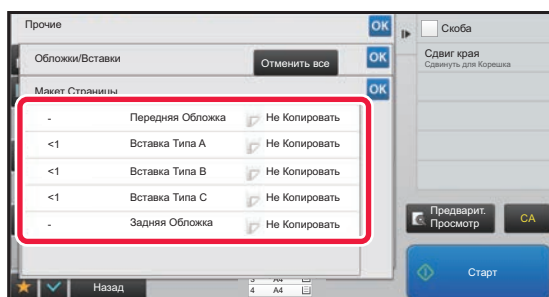 Прочие
OK
Обложки/Вставки
Отменить все
OK
Макет Страницы
OK
- Передняя Обложка Не Копировать
<1 Вставка Типа A Не Копировать
<1 Вставка Типа B Не Копировать
<1 Вставка Типа C Не Копировать
- Задняя Обложка Не Копировать
Назад
3 A4
4 A4
Скоба
Сдвиг края
Сдвинуть для Корешка
Предварит.
Просмотр
CA
Старт